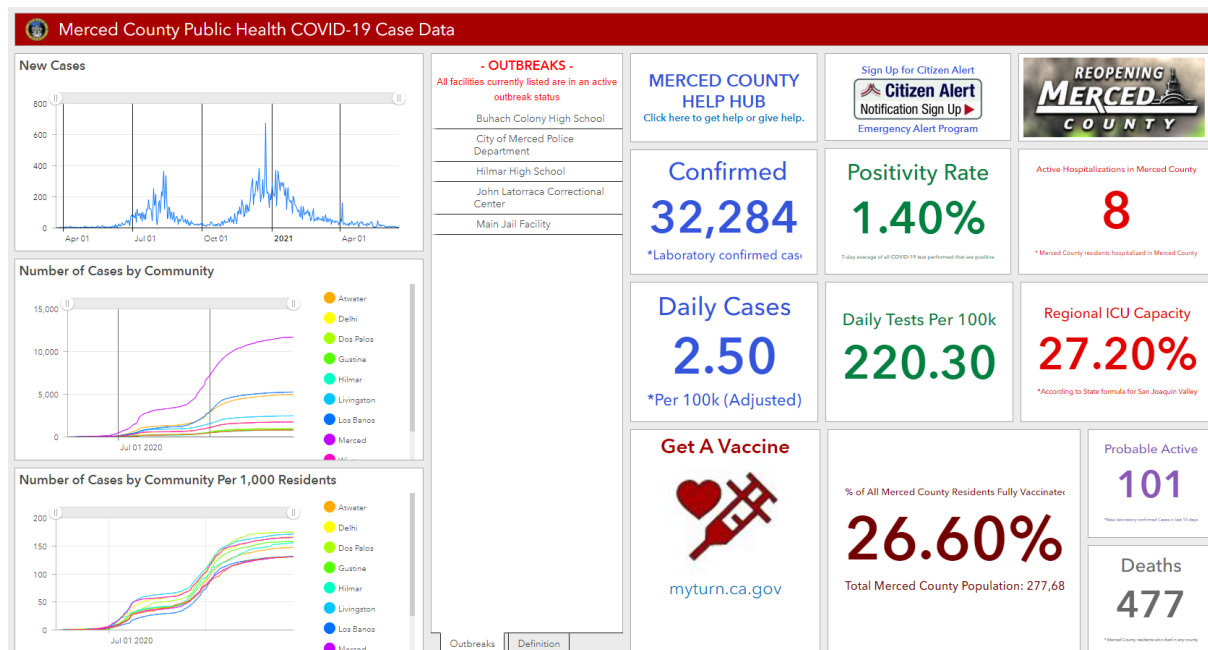 Merced County Public Health COVID-19 Case Data
New Cases
800
600
400
200
0
Apr 01
Jul 01
Oct 01
2021
Apr 01
Number of Cases by Community
15,000
10,000
5,000
0
Jul 01 2020
Atwater
Delhi
Dos Palos
Gustine
Hilmar
Livingston
Los Banos
Merced
Number of Cases by Community Per 1,000 Residents
200
150
100
50
0
Jul 01 2020
Atwater
Delhi
Dos Palos
Gustine
Hilmar
Livingston
Los Banos
Merced
- OUTBREAKS -
All facilities currently listed are in an active
outbreak status
Buhach Colony High School
City of Merced Police
Department
Hilmar High School
John Latorraca Correctional
Center
Main Jail Facility
Outbreaks
Definition
MERCED COUNTY
HELP HUB
Click here to get help or give help.
Sign Up for Citizen Alert
Citizen Alert
Notification Sign Up
Emergency Alert Program
REOPENING
MERCED
COUNTY
Confirmed
32,284
*Laboratory confirmed case
Positivity Rate
1.40%
7-day average of all COVID-19 test performed that are positive
Active Hospitalizations in Merced County
8
* Merced County residents hospitalized in Merced County
Daily Cases
2.50
*Per 100k (Adjusted)
Daily Tests Per 100k
220.30
Regional ICU Capacity
27.20%
*According to State formula for San Joaquin Valley
Get A Vaccine
myturn.ca.gov
% of All Merced County Residents Fully Vaccinated
26.60%
Total Merced County Population: 277,68
Probable Active
101
*New laboratory confirmed Cases in last 14 days
Deaths
477
* Merced County residents who died in any county